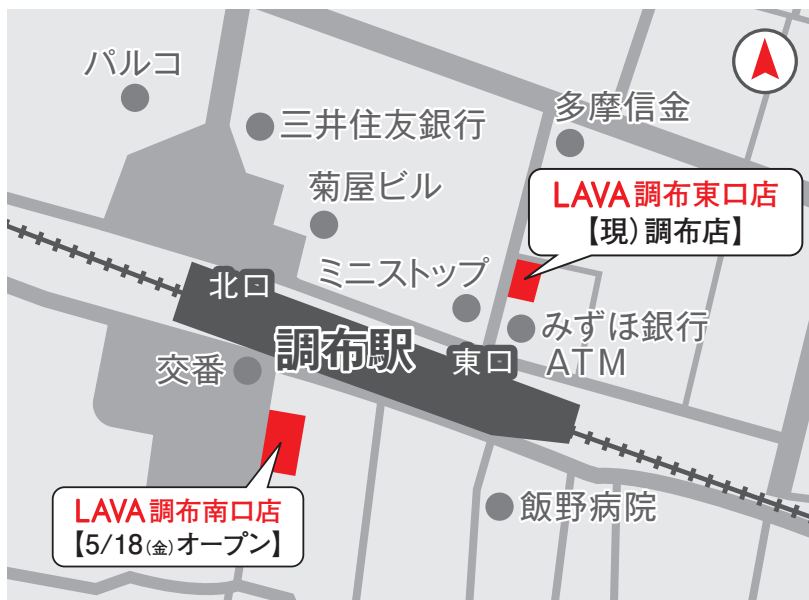 パルコ
三井住友銀行
多摩信金
菊屋ビル
LAVA調布東口店
【現）調布店】
ミニストップ
北口
みずほ銀行
ATM
調布駅
東口
交番
LAVA調布南口店
【5/18(金)オープン】
飯野病院